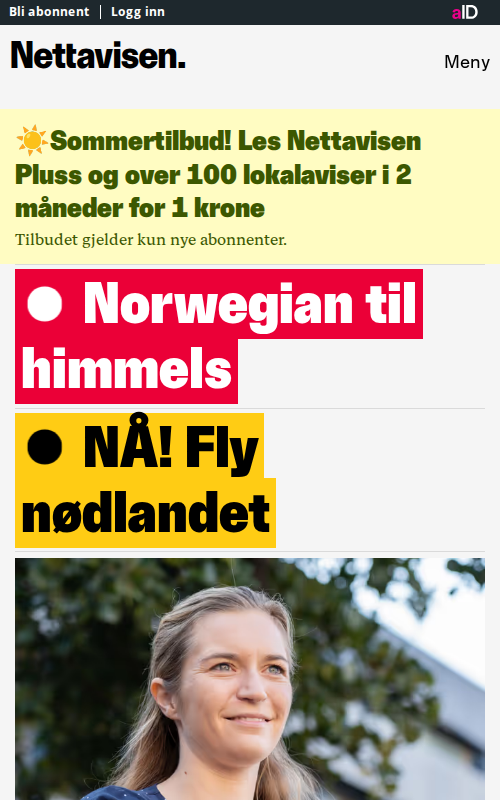 Bli abonnent | Logg inn
aID
Nettavisen.
Meny
☀️Sommertilbud! Les Nettavisen
Pluss og over 100 lokalaviser i 2
måneder for 1 krone
Tilbudet gjelder kun nye abonnenter.
Norwegian til
himmels
NÅ! Fly
nødlandet